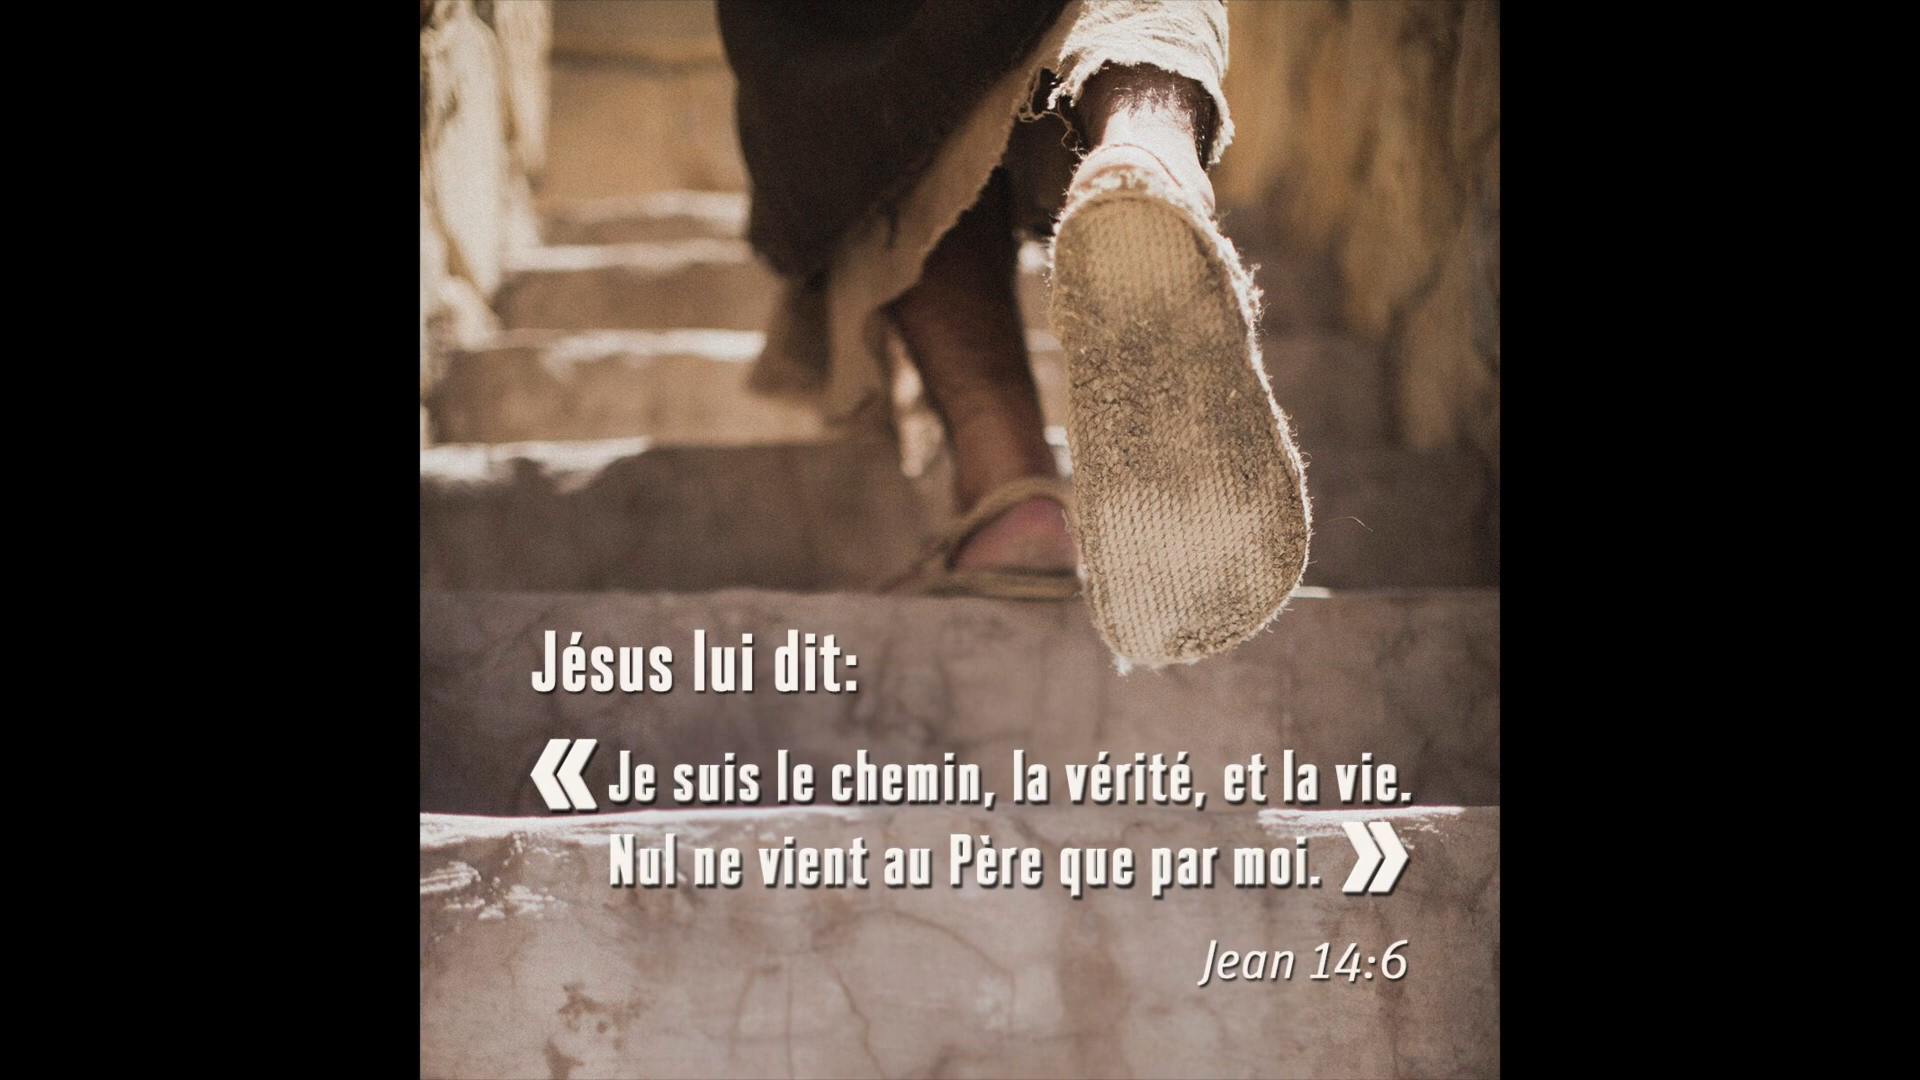 Jésus lui dit:
« Je suis le chemin, la vérité, et la vie.
Nul ne vient au Père que par moi. »
Jean 14:6